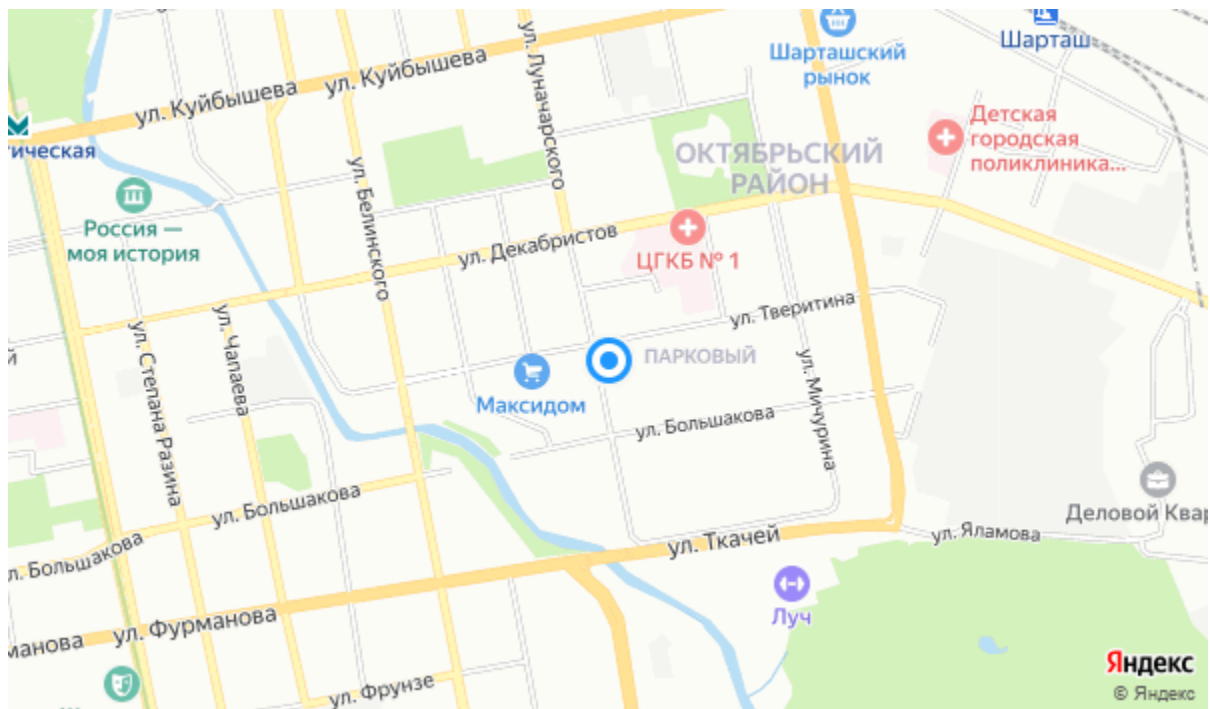 Шарташ
Шарташский
рынок
ул. Куйбышева
ул. Куйбышева
ул. Луначарского
Детская
городская
поликлиника...
тическая
ОКТЯБРЬСКИЙ
РАЙОН
ул. Белинского
Россия —
моя история
ул. Декабристов
ЦГКБ № 1
ул. Тверитина
ПАРКОВЫЙ
ул. Степана Разина
ул. Чапаева
Максидом
ул. Мичурина
ул. Большакова
ул. Большакова
Деловой Квар
л. Большакова
ул. Ткачей
ул. Яламова
Луч
манова
ул. Фурманова
ул. Фрунзе
Яндекс
© Яндекс